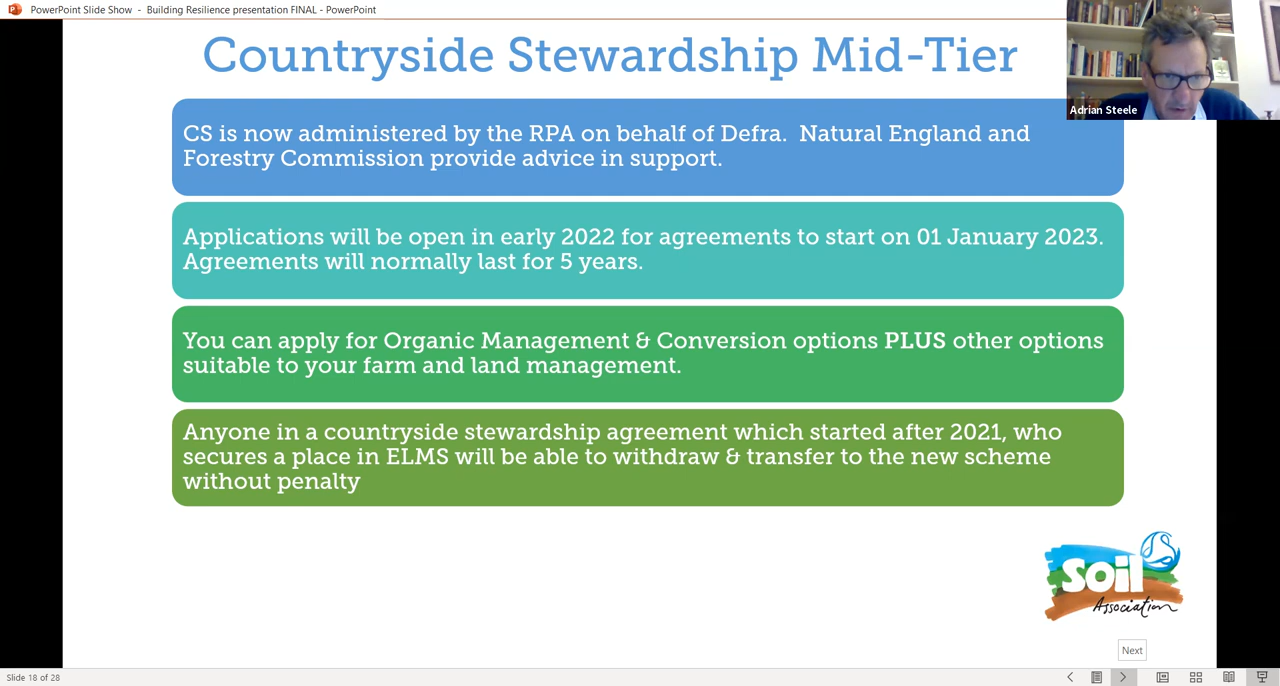 PowerPoint Slide Show - Building Resilience presentation FINAL - PowerPoint
Countryside Stewardship Mid-Tier
Adrian Steele
CS is now administered by the RPA on behalf of Defra. Natural England and
Forestry Commission provide advice in support.
Applications will be open in early 2022 for agreements to start on 01 January 2023.
Agreements will normally last for 5 years.
You can apply for Organic Management & Conversion options PLUS other options
suitable to your farm and land management.
Anyone in a countryside stewardship agreement which started after 2021, who
secures a place in ELMS will be able to withdraw & transfer to the new scheme
without penalty
Soil
Association
Next
Slide 18 of 28